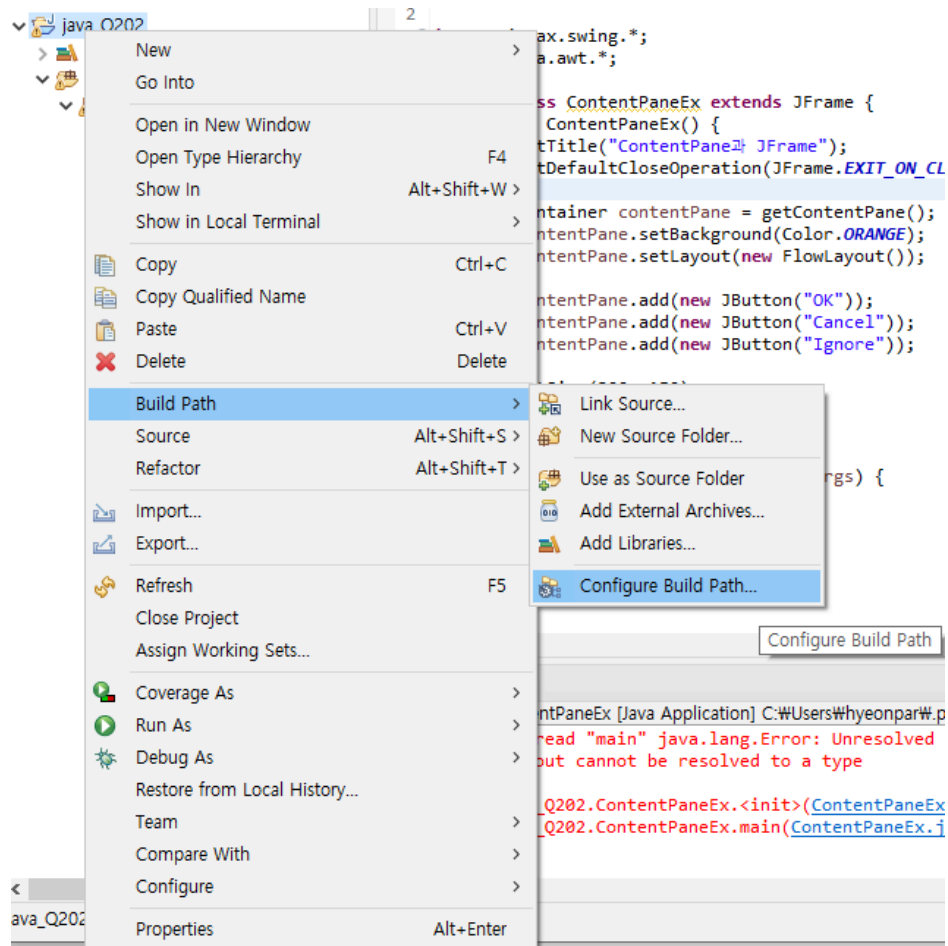 java_Q202
New
Go Into
Open in New Window
Open Type Hierarchy F4
Show In Alt+Shift+W >
Show in Local Terminal
Copy Ctrl+C
Copy Qualified Name
Paste Ctrl+V
Delete Delete
Build Path
Source Alt+Shift+S >
Refactor Alt+Shift+T >
Import...
Export...
Refresh F5
Close Project
Assign Working Sets...
Coverage As
Run As
Debug As
Restore from Local History...
Team
Compare With
Configure
Properties Alt+Enter
Link Source...
New Source Folder...
Use as Source Folder
Add External Archives...
Add Libraries...
Configure Build Path...
Configure Build Path
2
ax.swing.*;
a.awt.*;
ss ContentPaneEx extends JFrame {
ContentPaneEx() {
tTitle("ContentPane과 JFrame");
tDefaultCloseOperation(JFrame.EXIT_ON_CL
ntainer contentPane = getContentPane();
ntentPane.setBackground(Color.ORANGE);
ntentPane.setLayout(new FlowLayout());
ntentPane.add(new JButton("OK"));
ntentPane.add(new JButton("Cancel"));
ntentPane.add(new JButton("Ignore"));
rgs) {
entPaneEx [Java Application] C:₩Users₩hyeonpar₩.p
read "main" java.lang.Error: Unresolved
out cannot be resolved to a type
_Q202.ContentPaneEx.<init>(ContentPaneEx
_Q202.ContentPaneEx.main(ContentPaneEx.j
ava_Q202